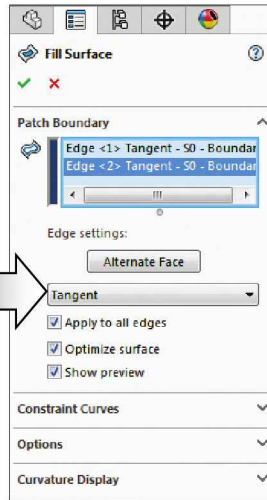 Fill Surface
Patch Boundary
Edge <1> Tangent - S0 - Boundar
Edge <2> Tangent - S0 - Boundar
Edge settings:
Alternate Face
Tangent
Apply to all edges
Optimize surface
Show preview
Constraint Curves
Options
Curvature Display